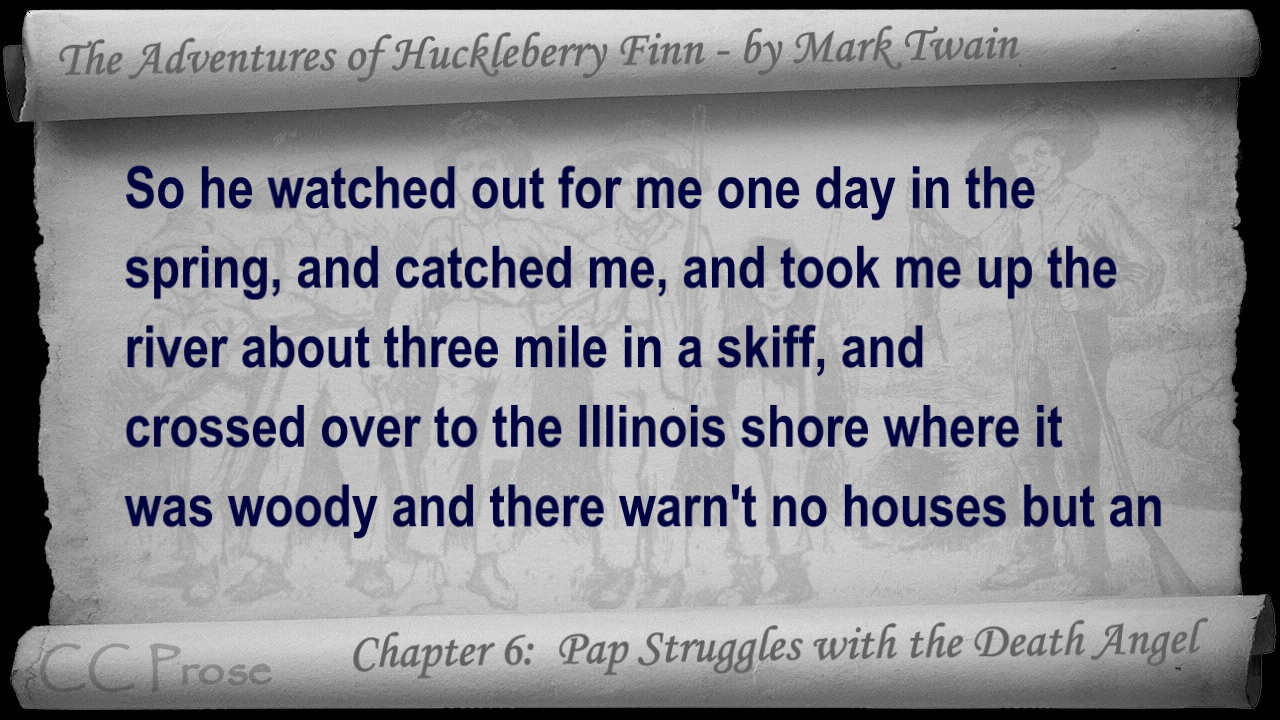 The Adventures of Huckleberry Finn - by Mark Twain
So he watched out for me one day in the
spring, and catched me, and took me up the
river about three mile in a skiff, and
crossed over to the Illinois shore where it
was woody and there warn't no houses but an
Chapter 6: Pap Struggles with the Death Angel
CC Prose